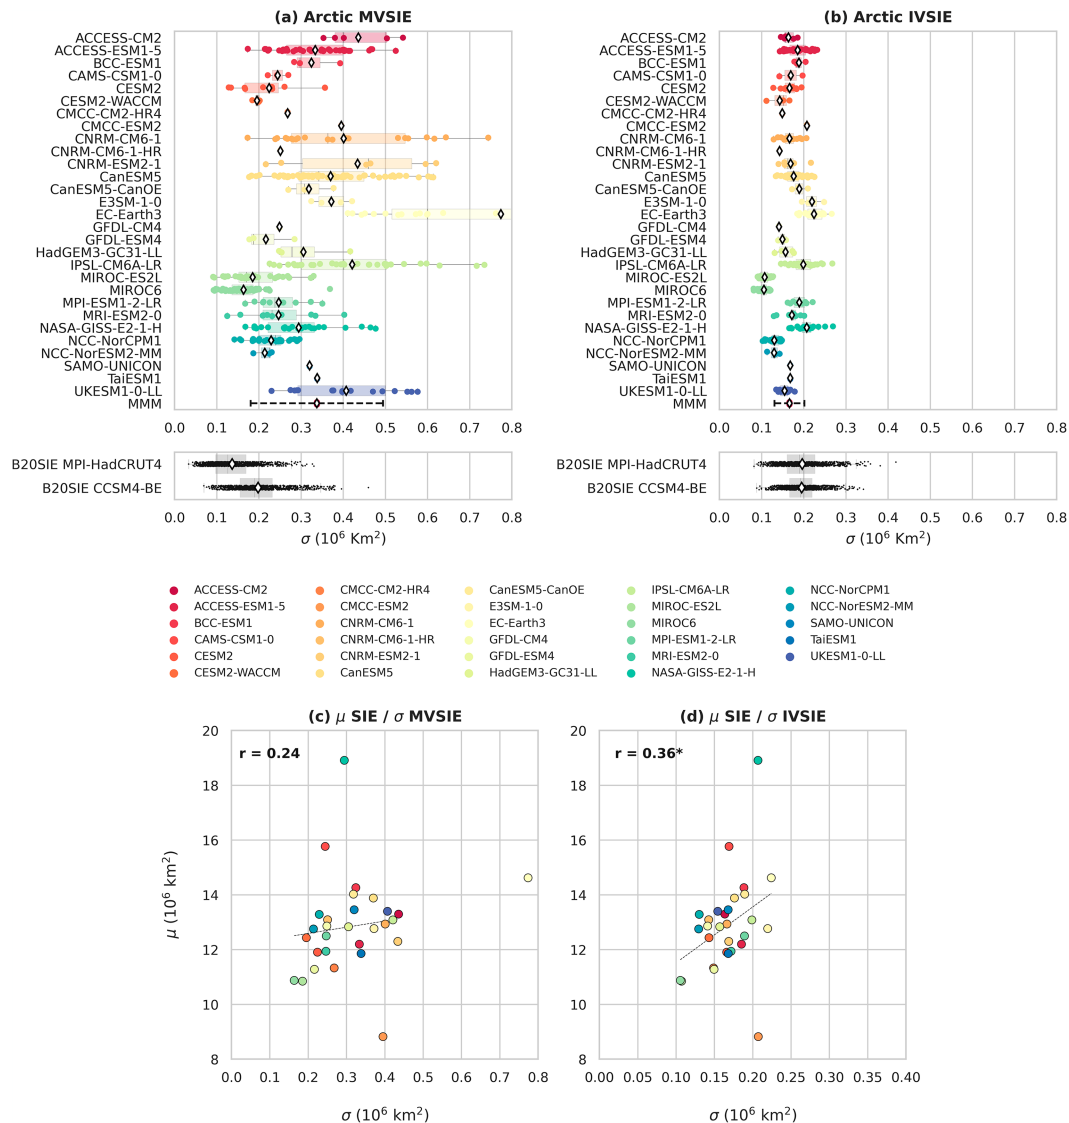 (a) Arctic MVSIE
ACCESS-CM2
ACCESS-ESM1-5
BCC-ESM1
CAMS-CSM1-0
CESM2
CESM2-WACCM
CMCC-CM2-HR4
CMCC-ESM2
CNRM-CM6-1
CNRM-CM6-1-HR
CNRM-ESM2-1
CanESM5
CanESM5-CanOE
E3SM-1-0
EC-Earth3
GFDL-CM4
GFDL-ESM4
HadGEM3-GC31-LL
IPSL-CM6A-LR
MIROC-ES2L
MIROC6
MPI-ESM1-2-LR
MRI-ESM2-0
NASA-GISS-E2-1-H
NCC-NorCPM1
NCC-NorESM2-MM
SAMO-UNICON
TaiESM1
UKESM1-0-LL
MMM
0.0 0.1 0.2 0.3 0.4 0.5 0.6 0.7 0.8
B20SIE MPI-HadCRUT4
B20SIE CCSM4-BE
0.0 0.1 0.2 0.3 0.4 0.5 0.6 0.7 0.8
σ (10⁶ Km²)
(b) Arctic IVSIE
ACCESS-CM2
ACCESS-ESM1-5
BCC-ESM1
CAMS-CSM1-0
CESM2
CESM2-WACCM
CMCC-CM2-HR4
CMCC-ESM2
CNRM-CM6-1
CNRM-CM6-1-HR
CNRM-ESM2-1
CanESM5
CanESM5-CanOE
E3SM-1-0
EC-Earth3
GFDL-CM4
GFDL-ESM4
HadGEM3-GC31-LL
IPSL-CM6A-LR
MIROC-ES2L
MIROC6
MPI-ESM1-2-LR
MRI-ESM2-0
NASA-GISS-E2-1-H
NCC-NorCPM1
NCC-NorESM2-MM
SAMO-UNICON
TaiESM1
UKESM1-0-LL
MMM
0.0 0.1 0.2 0.3 0.4 0.5 0.6 0.7 0.8
B20SIE MPI-HadCRUT4
B20SIE CCSM4-BE
0.0 0.1 0.2 0.3 0.4 0.5 0.6 0.7 0.8
σ (10⁶ Km²)
ACCESS-CM2
ACCESS-ESM1-5
BCC-ESM1
CAMS-CSM1-0
CESM2
CESM2-WACCM
CMCC-CM2-HR4
CMCC-ESM2
CNRM-CM6-1
CNRM-CM6-1-HR
CNRM-ESM2-1
CanESM5
CanESM5-CanOE
E3SM-1-0
EC-Earth3
GFDL-CM4
GFDL-ESM4
HadGEM3-GC31-LL
IPSL-CM6A-LR
MIROC-ES2L
MIROC6
MPI-ESM1-2-LR
MRI-ESM2-0
NASA-GISS-E2-1-H
NCC-NorCPM1
NCC-NorESM2-MM
SAMO-UNICON
TaiESM1
UKESM1-0-LL
(c) μ SIE / σ MVSIE
r = 0.24
μ (10⁶ km²)
20
18
16
14
12
10
8
0.0 0.1 0.2 0.3 0.4 0.5 0.6 0.7 0.8
σ (10⁶ km²)
(d) μ SIE / σ IVSIE
r = 0.36*
20
18
16
14
12
10
8
0.00 0.05 0.10 0.15 0.20 0.25 0.30 0.35 0.40
σ (10⁶ km²)